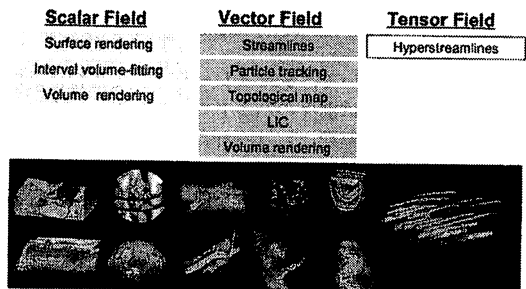 Scalar Field
Surface rendering
Interval volume-fitting
Volume rendering
Vector Field
Streamlines
Particle tracking
Topological map
LIC
Volume rendering
Tensor Field
Hyperstreamlines